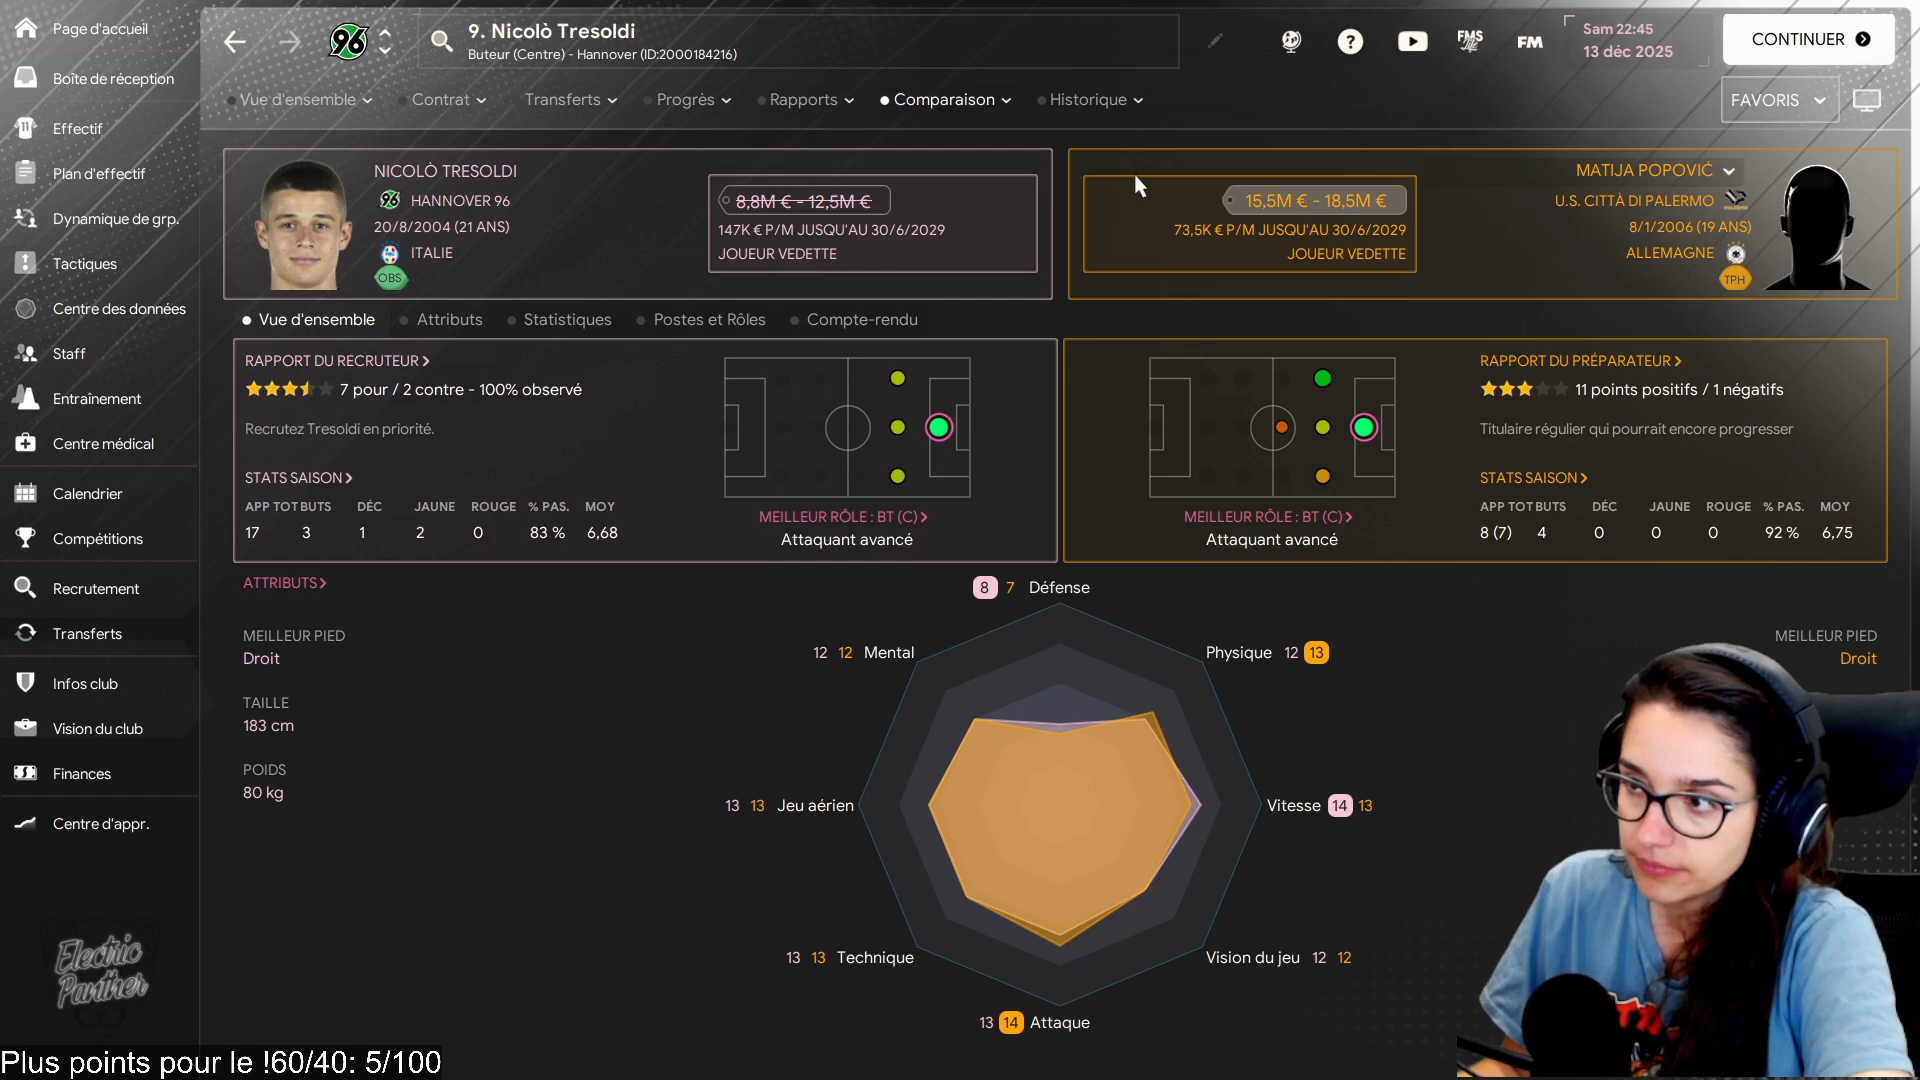 Page d'accueil
Boîte de réception
Effectif
Plan d'effectif
Dynamique de grp.
Tactiques
Centre des données
Staff
Entraînement
Centre médical
Calendrier
Compétitions
Recrutement
Transferts
Infos club
Vision du club
Finances
Centre d'appr.
Electric
Panther
96
9. Nicolò Tresoldi
Buteur (Centre) - Hannover (ID:2000184216)
?
FMS
life
FM
Sam 22:45
13 déc 2025
CONTINUER
Vue d'ensemble
Contrat
Transferts
Progrès
Rapports
Comparaison
Historique
FAVORIS
NICOLÒ TRESOLDI
HANNOVER 96
20/8/2004 (21 ANS)
ITALIE
OBS
8,8M € - 12,5M €
147K € P/M JUSQU'AU 30/6/2029
JOUEUR VEDETTE
15,5M € - 18,5M €
73,5K € P/M JUSQU'AU 30/6/2029
JOUEUR VEDETTE
MATIJA POPOVIĆ
U.S. CITTÀ DI PALERMO
8/1/2006 (19 ANS)
ALLEMAGNE
TPH
Vue d'ensemble
Attributs
Statistiques
Postes et Rôles
Compte-rendu
RAPPORT DU RECRUTEUR
7 pour / 2 contre - 100% observé
Recrutez Tresoldi en priorité.
STATS SAISON
APP TOT BUTS DÉC JAUNE ROUGE % PAS. MOY
17 3 1 2 0 83 % 6,68
MEILLEUR RÔLE : BT (C)
Attaquant avancé
MEILLEUR RÔLE : BT (C)
Attaquant avancé
RAPPORT DU PRÉPARATEUR
11 points positifs / 1 négatifs
Titulaire régulier qui pourrait encore progresser
STATS SAISON
APP TOT BUTS DÉC JAUNE ROUGE % PAS. MOY
8 (7) 4 0 0 0 92 % 6,75
ATTRIBUTS
MEILLEUR PIED
Droit
TAILLE
183 cm
POIDS
80 kg
8 7 Défense
12 12 Mental
Physique 12 13
13 13 Jeu aérien
Vitesse 14 13
13 13 Technique
Vision du jeu 12 12
13 14 Attaque
MEILLEUR PIED
Droit
Plus points pour le !60/40: 5/100